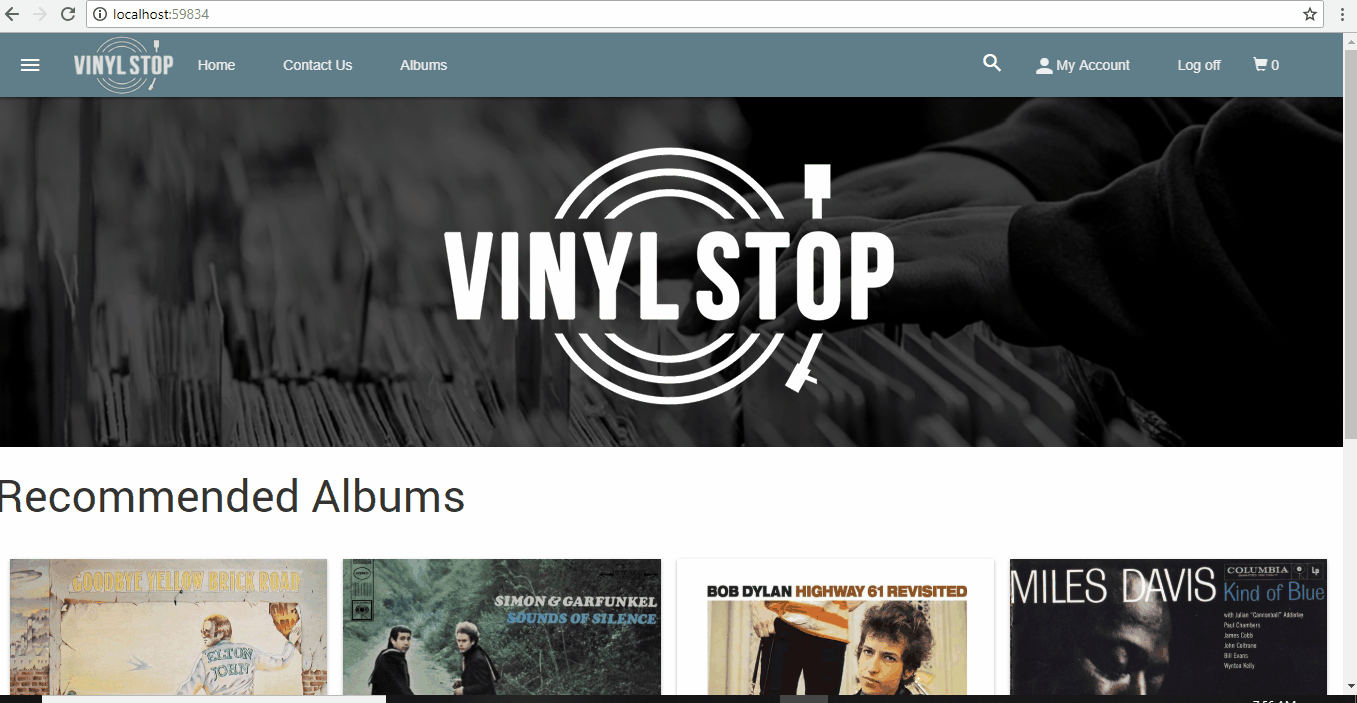 localhost:59834
VINYL STOP
Home
Contact Us
Albums
My Account
Log off
0
VINYL STOP
Recommended Albums
GOODBYE YELLOW BRICK ROAD
ELTON
JOHN
SIMON & GARFUNKEL
SOUNDS OF SILENCE
BOB DYLAN HIGHWAY 61 REVISITED
MILES DAVIS
COLUMBIA
Lp
Kind of Blue
with Julian "Cannonball" Adderley
Paul Chambers
James Cobb
John Coltrane
Bill Evans
Wynton Kelly